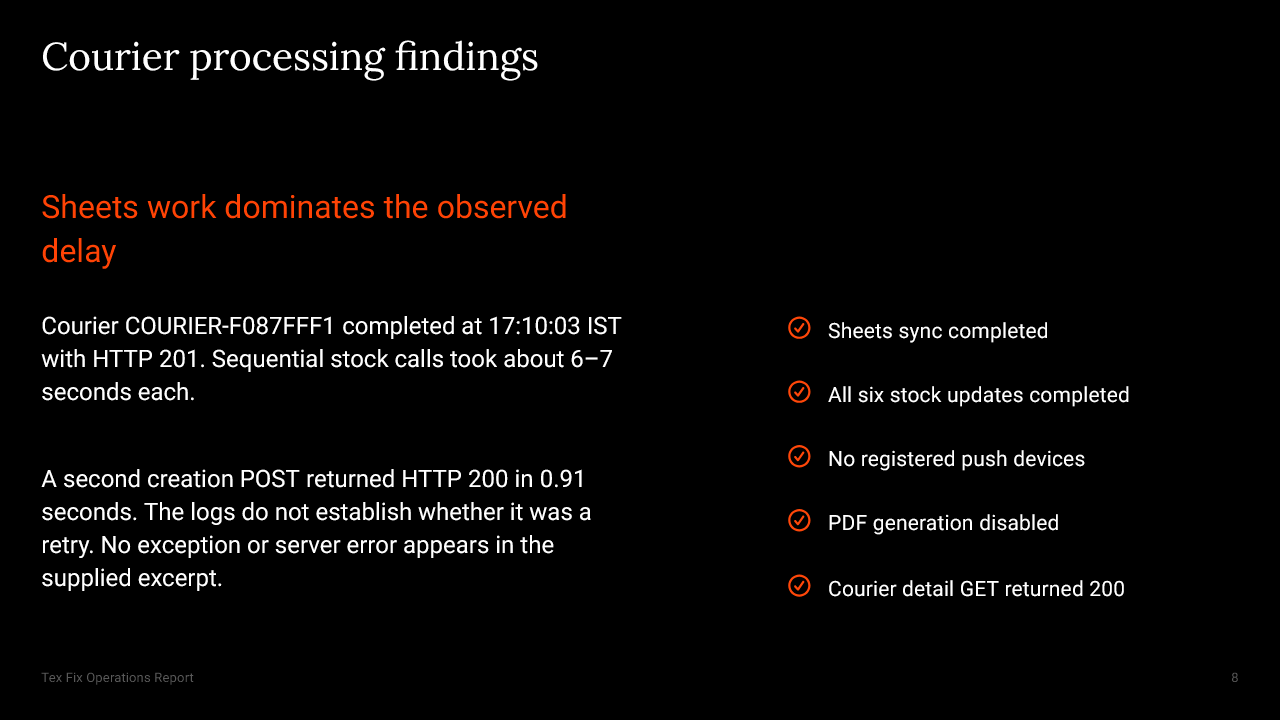 Courier processing findings
Sheets work dominates the observed
delay
Courier COURIER-F087FFF1 completed at 17:10:03 IST
with HTTP 201. Sequential stock calls took about 6–7
seconds each.
A second creation POST returned HTTP 200 in 0.91
seconds. The logs do not establish whether it was a
retry. No exception or server error appears in the
supplied excerpt.
Sheets sync completed
All six stock updates completed
No registered push devices
PDF generation disabled
Courier detail GET returned 200
Tex Fix Operations Report
8